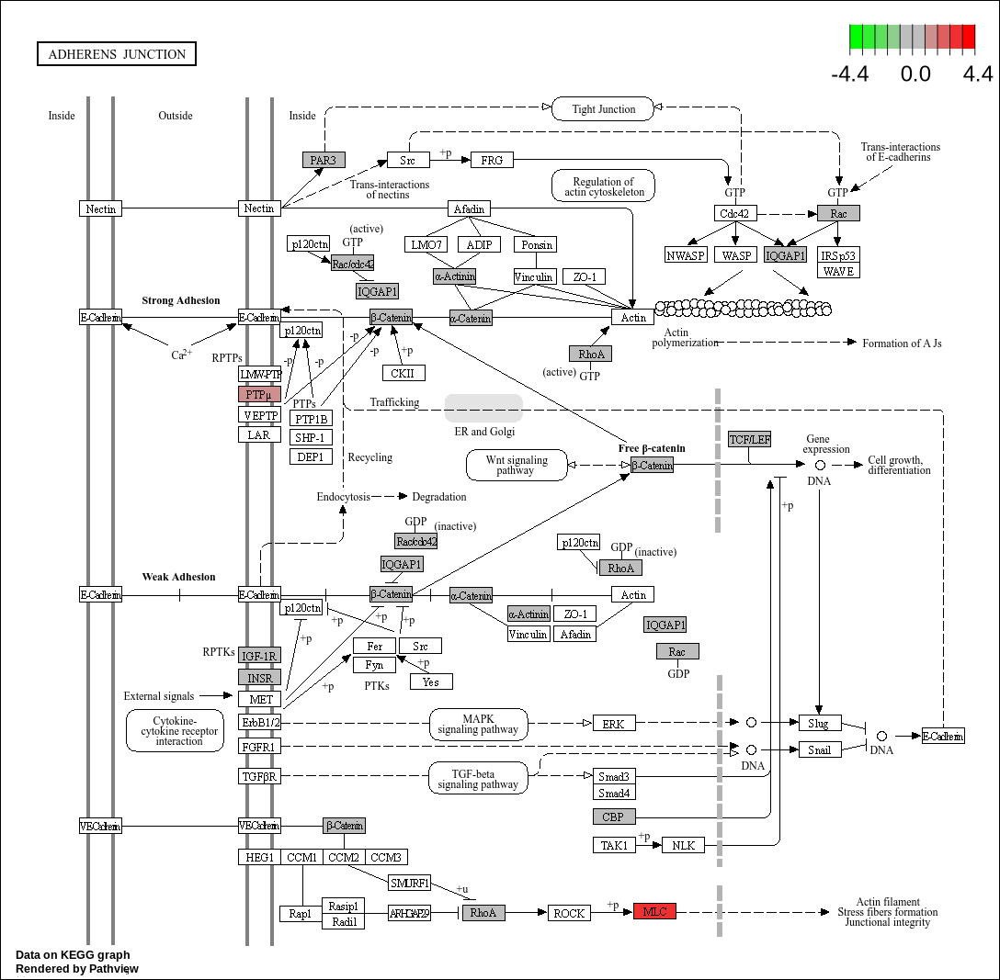 ADHERENS JUNCTION
-4.4 0.0 4.4
Inside
Outside
Inside
Tight Junction
PAR3
Src
+p
FRG
Trans-interactions
of E-cadherins
Trans-interactions
of nectins
Regulation of
actin cytoskeleton
GTP
GTP
Nectin
Nectin
Afadin
Cdc42
Rac
(active)
GTP
p120ctn
Rac/cdc42
IQGAP1
LMO7
ADIP
Ponsin
α-Actinin
Vinculin
ZO-1
NWASP
WASP
IQGAP1
IRSp53
WAVE
Strong Adhesion
E-Cadherin
E-Cadherin
p120ctn
β-Catenin
α-Catenin
Actin
Actin
polymerization
Formation of AJs
Ca2+
RPTPs
-p
-p
-p
-p
+p
CKII
RhoA
(active)
GTP
LMW-PTP
PTPμ
VEPTP
LAR
PTPs
PTP1B
SHP-1
DEP1
Trafficking
ER and Golgi
Recycling
Wnt signaling
pathway
Free β-catenin
β-Catenin
TCF/LEF
Gene
expression
DNA
Cell growth,
differentiation
+p
Endocytosis
Degradation
GDP
(inactive)
Rac/cdc42
IQGAP1
p120ctn
GDP
(inactive)
RhoA
Weak Adhesion
E-Cadherin
E-Cadherin
p120ctn
β-Catenin
α-Catenin
Actin
+p
+p
+p
+p
α-Actinin
ZO-1
Vinculin
Afadin
IQGAP1
Rac
GDP
RPTKs
IGF-1R
INSR
MET
ErbB1/2
FGFR1
TGFβR
Fer
Src
Fyn
+p
Yes
PTKs
+p
External signals
Cytokine-
cytokine receptor
interaction
MAPK
signaling pathway
ERK
Slug
Snail
DNA
DNA
E-Cadherin
TGF-beta
signaling pathway
Smad3
Smad4
CBP
TAK1
+p
NLK
VE-Cadherin
VE-Cadherin
β-Catenin
HEG1
CCM1
CCM2
CCM3
SMURF1
+u
Rap1
Rasip1
Radil
ARHGAP29
RhoA
ROCK
+p
MLC
Actin filament
Stress fibers formation
Junctional integrity
Data on KEGG graph
Rendered by Pathview